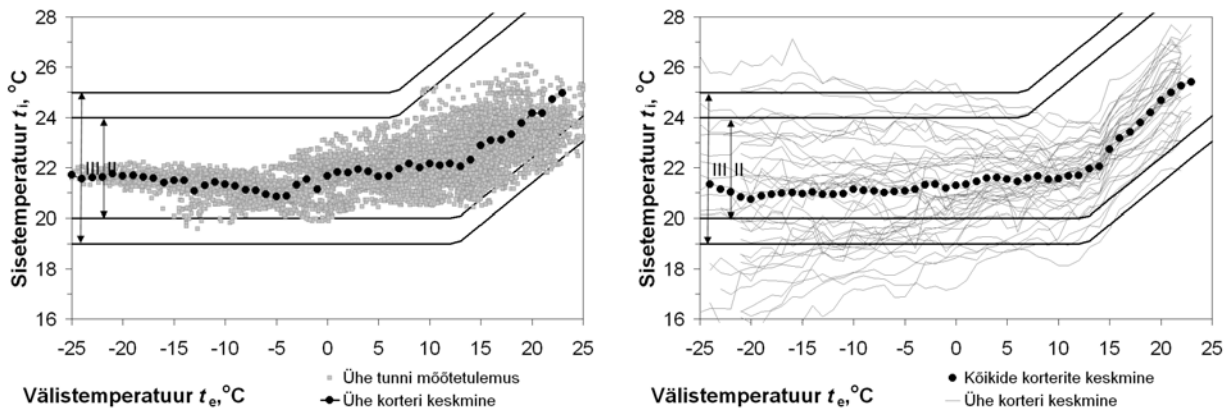 28
26
24
22
20
18
16
Sisetemperatuur ti, °C
III II
-25 -20 -15 -10 -5 0 5 10 15 20 25
Välistemperatuur te, °C
Ühe tunni mõõtetulemus
Ühe korteri keskmine
28
26
24
22
20
18
16
Sisetemperatuur ti, °C
III II
-25 -20 -15 -10 -5 0 5 10 15 20 25
Välistemperatuur te, °C
Kõikide korterite keskmine
Ühe korteri keskmine